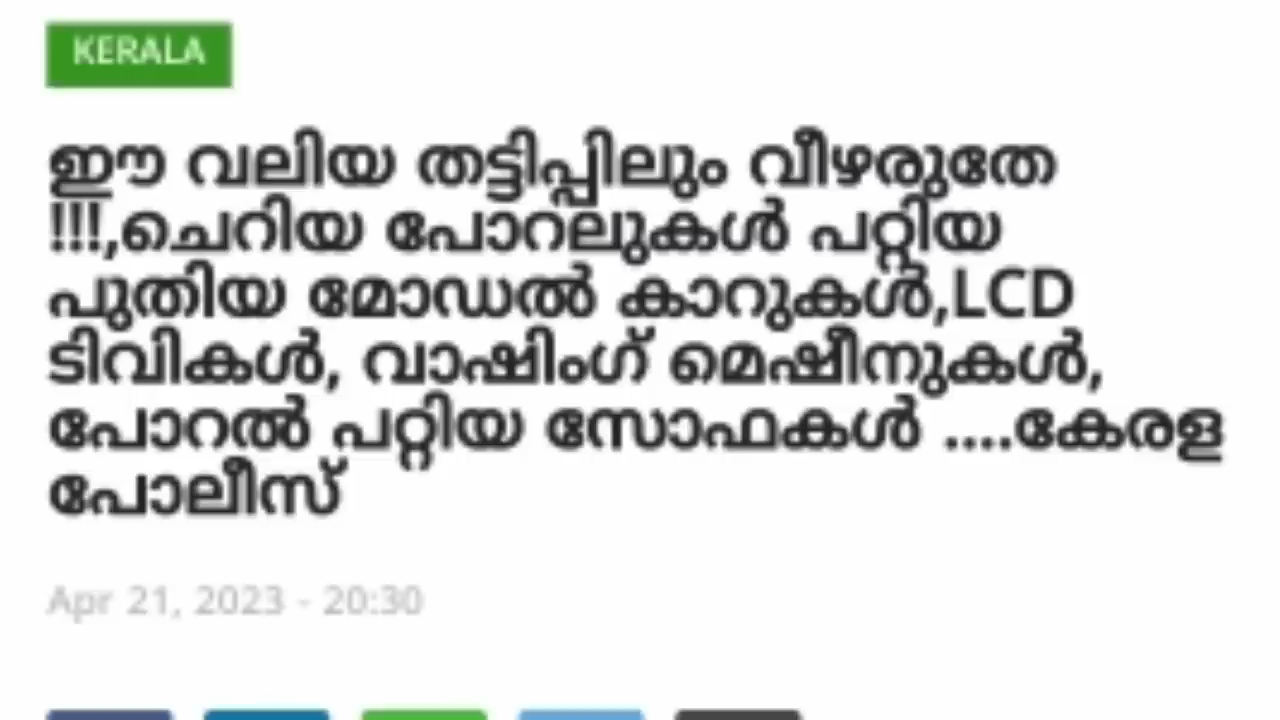 KERALA
ഈ വലിയ തട്ടിപ്പിലും വീഴരുതേ
!!!,ചെറിയ പോറലുകൾ പറ്റിയ
പുതിയ മോഡൽ കാറുകൾ,LCD
ടിവികൾ, വാഷിംഗ് മെഷീനുകൾ,
പോറൽ പറ്റിയ സോഫകൾ ....കേരള
പോലീസ്
Apr 21, 2023 - 20:30